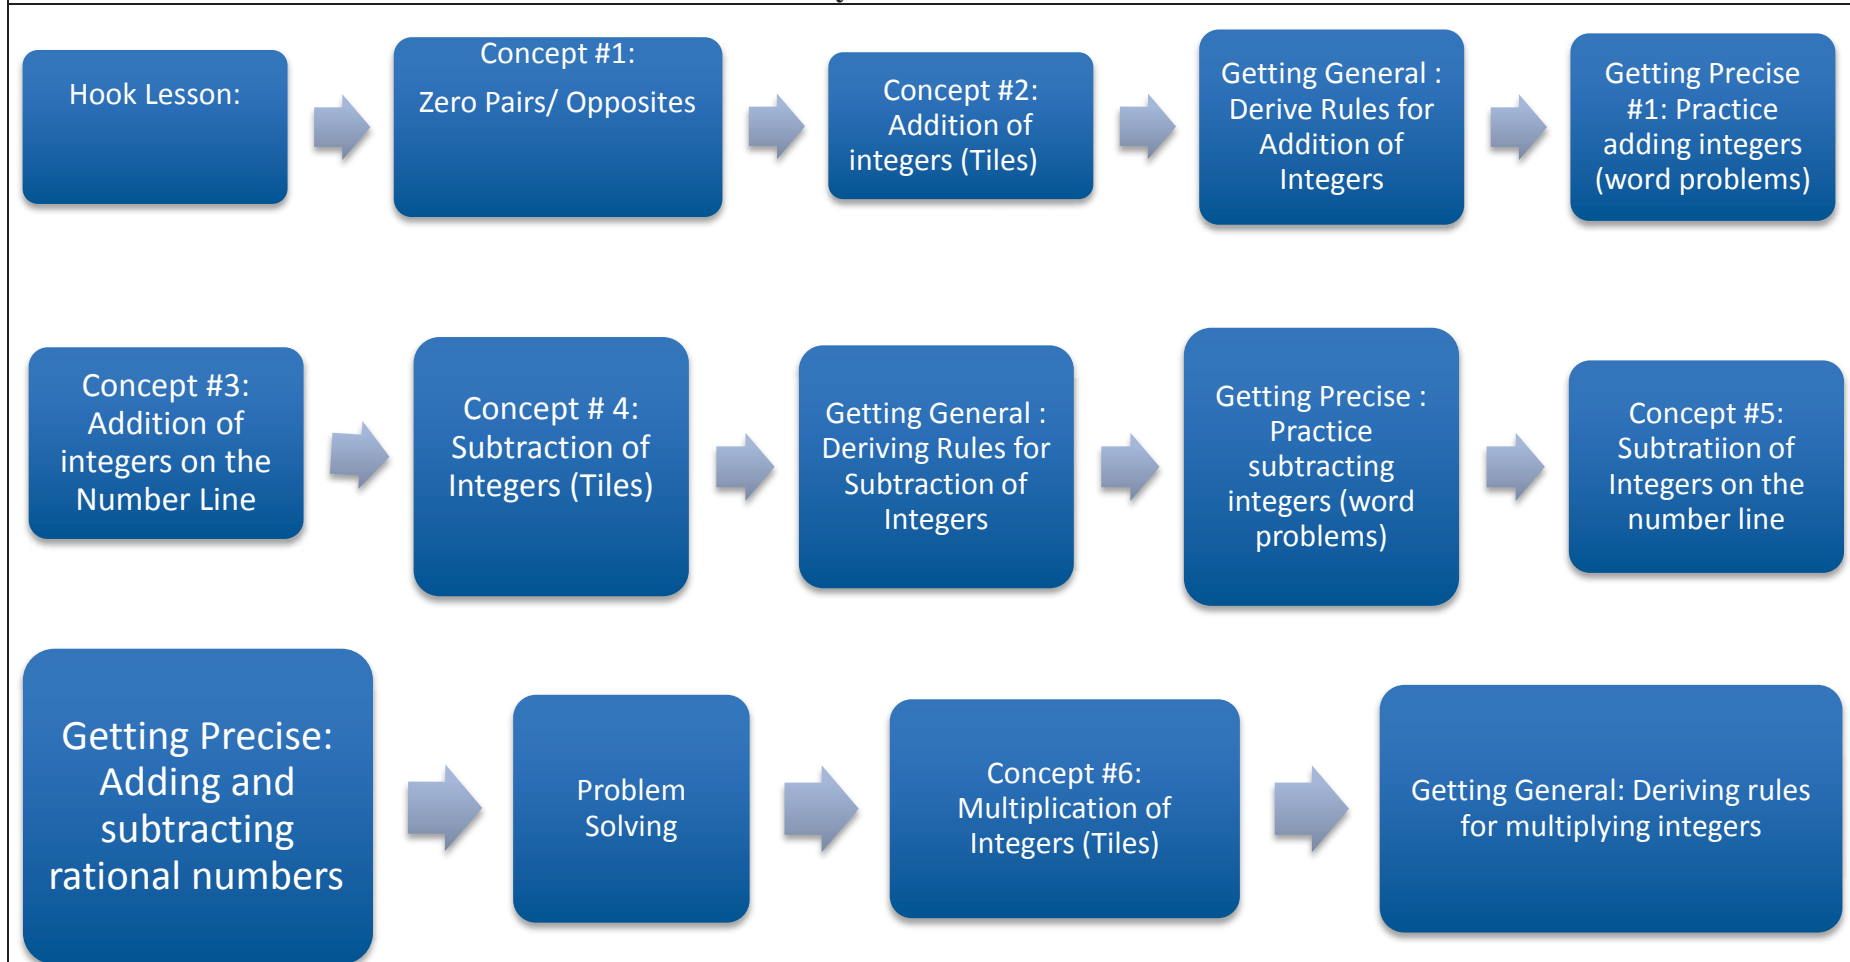 Hook Lesson:
Concept #1:
Zero Pairs/ Opposites
Concept #2:
Addition of
integers (Tiles)
Getting General :
Derive Rules for
Addition of
Integers
Getting Precise
#1: Practice
adding integers
(word problems)
Concept #3:
Addition of
integers on the
Number Line
Concept # 4:
Subtraction of
Integers (Tiles)
Getting General :
Deriving Rules for
Subtraction of
Integers
Getting Precise :
Practice
subtracting
integers (word
problems)
Concept #5:
Subtratiion of
Integers on the
number line
Getting Precise:
Adding and
subtracting
rational numbers
Problem
Solving
Concept #6:
Multiplication of
Integers (Tiles)
Getting General: Deriving rules
for multiplying integers